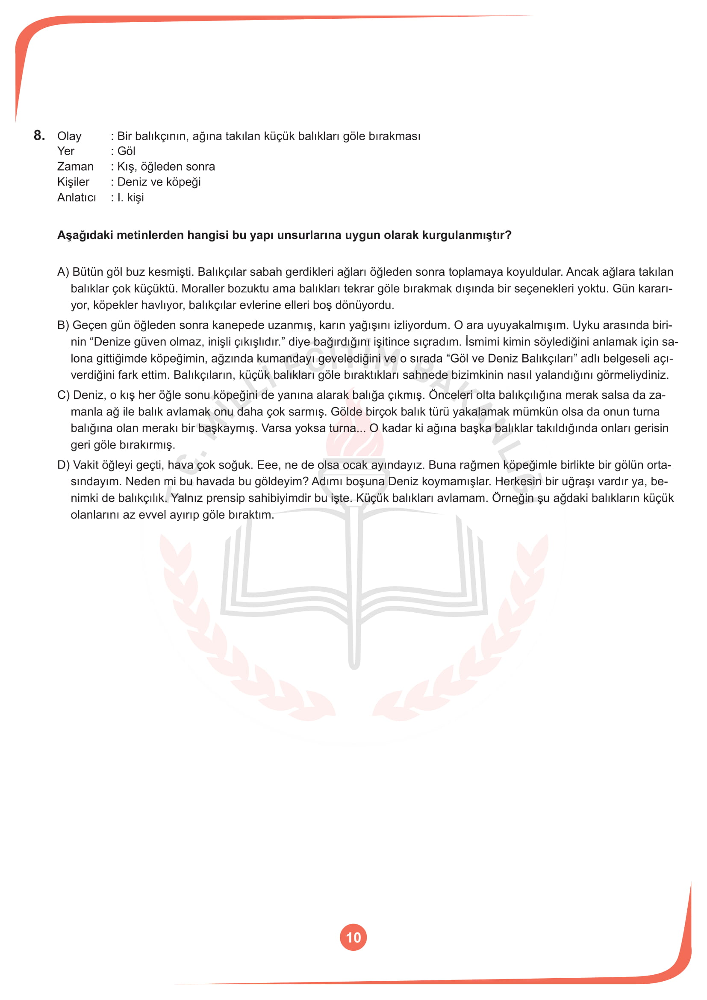 8. Olay : Bir balıkçının, ağına takılan küçük balıkları göle bırakması
Yer : Göl
Zaman : Kış, öğleden sonra
Kişiler : Deniz ve köpeği
Anlatıcı : I. kişi
Aşağıdaki metinlerden hangisi bu yapı unsurlarına uygun olarak kurgulanmıştır?
A) Bütün göl buz kesmişti. Balıkçılar sabah gerdikleri ağları öğleden sonra toplamaya koyuldular. Ancak ağlara takılan
balıklar çok küçüktü. Moraller bozuktu ama balıkları tekrar göle bırakmak dışında bir seçenekleri yoktu. Gün kararı-
yor, köpekler havlıyor, balıkçılar evlerine elleri boş dönüyordu.
B) Geçen gün öğleden sonra kanepede uzanmış, karın yağışını izliyordum. O ara uyuyakalmışım. Uyku arasında biri-
nin “Denize güven olmaz, inişli çıkışlıdır.” diye bağırdığını işitince sıçradım. İsmimi kimin söylediğini anlamak için sa-
lona gittiğimde köpeğimin, ağzında kumandayı gevelediğini ve o sırada “Göl ve Deniz Balıkçıları” adlı belgeseli açı-
verdiğini fark ettim. Balıkçıların, küçük balıkları göle bıraktıkları sahnede bizimkinin nasıl yalandığını görmeliydiniz.
C) Deniz, o kış her öğle sonu köpeğini de yanına alarak balığa çıkmış. Önceleri olta balıkçılığına merak salsa da za-
manla ağ ile balık avlamak onu daha çok sarmış. Gölde birçok balık türü yakalamak mümkün olsa da onun turna
balığına olan merakı bir başkaymış. Varsa yoksa turna... O kadar ki ağına başka balıklar takıldığında onları gerisin
geri göle bırakırmış.
D) Vakit öğleyi geçti, hava çok soğuk. Eee, ne de olsa ocak ayındayız. Buna rağmen köpeğimle birlikte bir gölün orta-
sındayım. Neden mi bu havada bu göldeyim? Adımı boşuna Deniz koymamışlar. Herkesin bir uğraşı vardır ya, be-
nimki de balıkçılık. Yalnız prensip sahibiyimdir bu işte. Küçük balıkları avlamam. Örneğin şu ağdaki balıkların küçük
olanlarını az evvel ayırıp göle bıraktım.
T.C. MİLLÎ EĞİTİM BAKANLIĞI
10